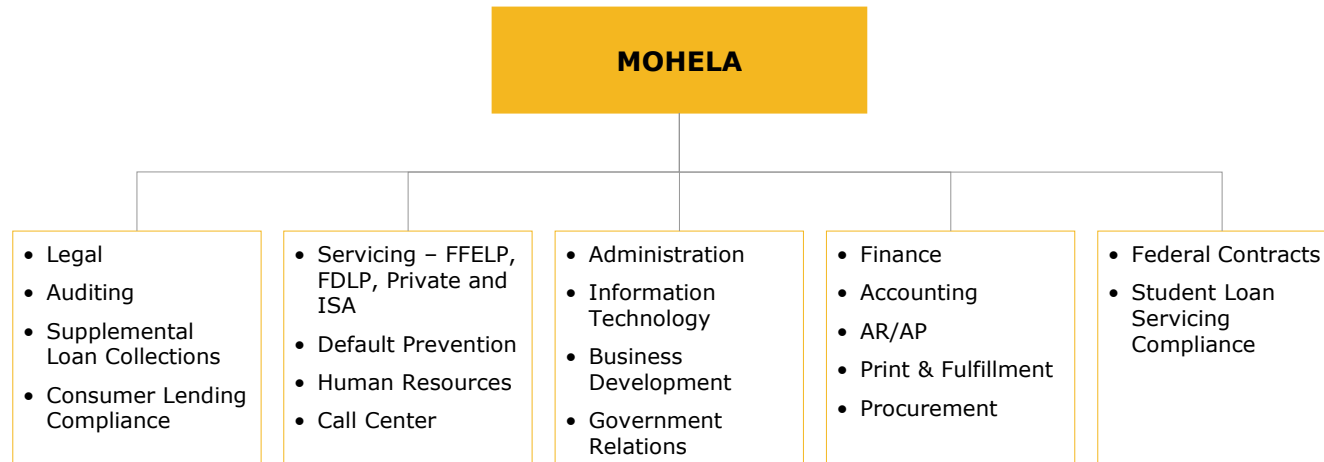 MOHELA
• Legal
• Auditing
• Supplemental
Loan Collections
• Consumer Lending
Compliance
• Servicing – FFELP,
FDLP, Private and
ISA
• Default Prevention
• Human Resources
• Call Center
• Administration
• Information
Technology
• Business
Development
• Government
Relations
• Finance
• Accounting
• AR/AP
• Print & Fulfillment
• Procurement
• Federal Contracts
• Student Loan
Servicing
Compliance